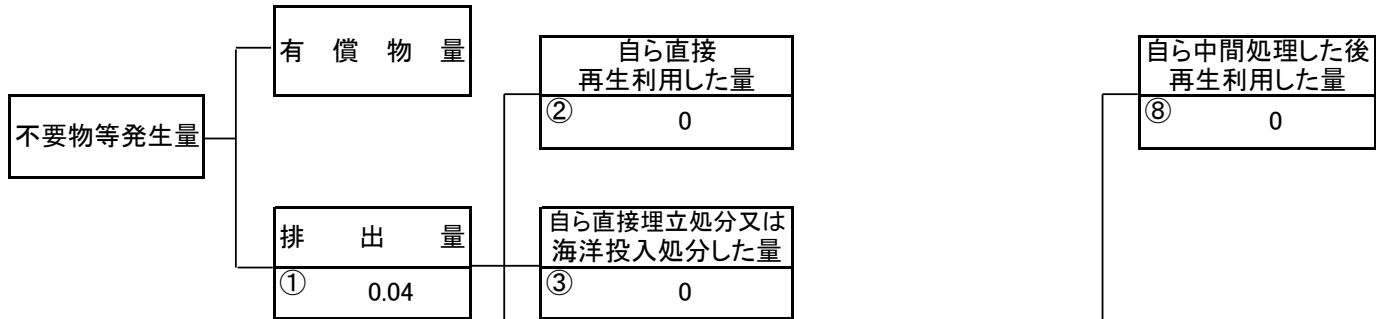 有 償 物 量
自ら直接
再生利用した量
② 0
自ら中間処理した後
再生利用した量
⑧ 0
不要物等発生量
排 出 量
① 0.04
自ら直接埋立処分又は
海洋投入処分した量
③ 0